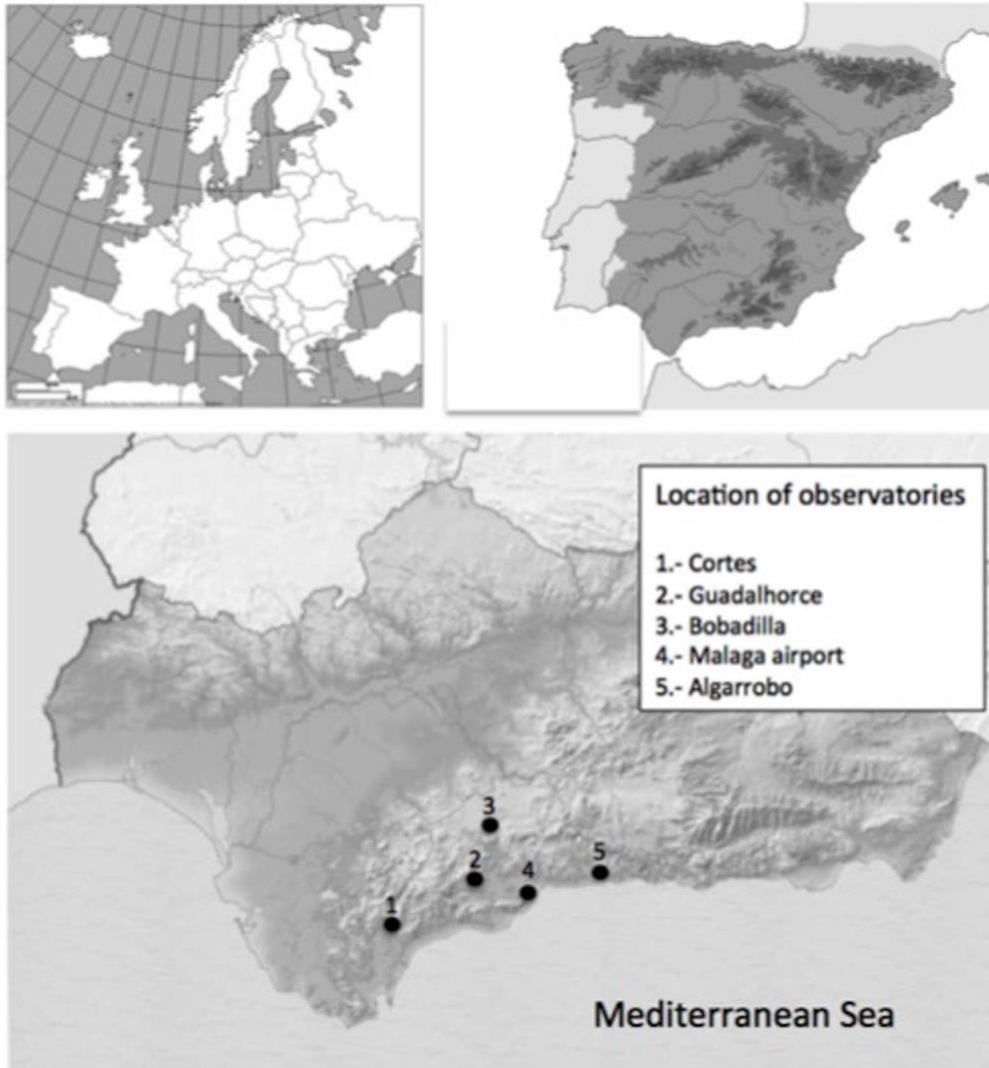 Location of observatories
1.- Cortes
2.- Guadalhorce
3.- Bobadilla
4.- Malaga airport
5.- Algarrobo
3
2
4
5
1
Mediterranean Sea